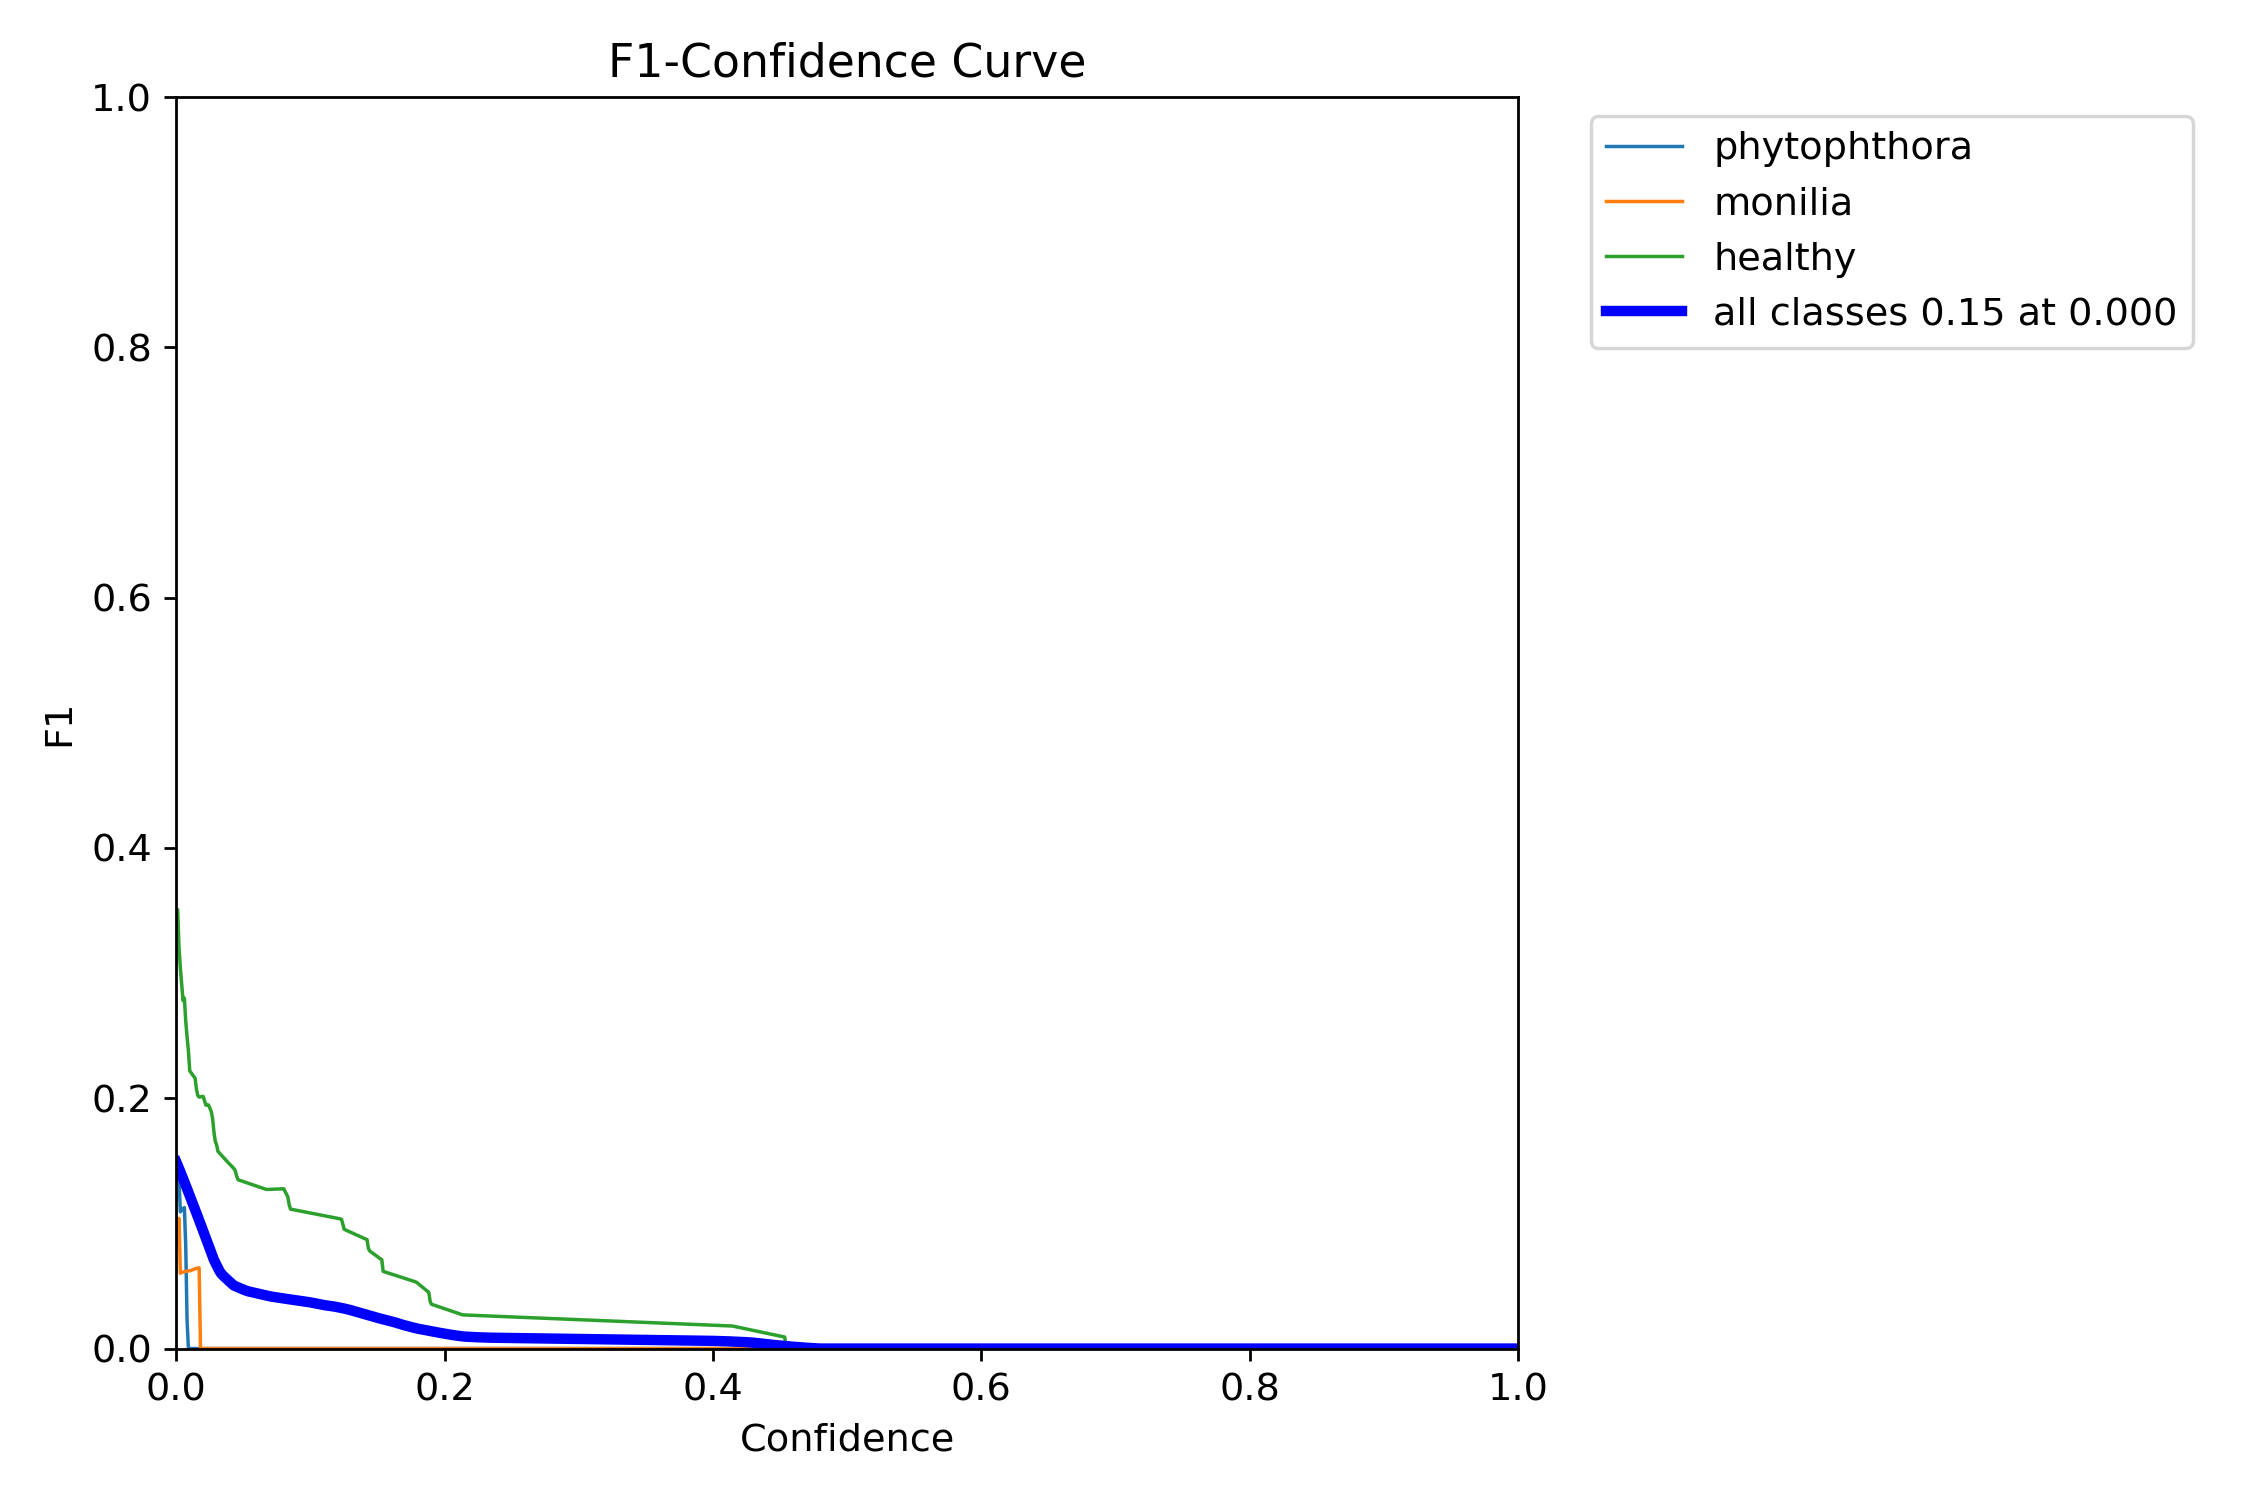 F1-Confidence Curve
1.0
0.8
0.6
0.4
0.2
0.0
F1
0.0 0.2 0.4 0.6 0.8 1.0
Confidence
phytophthora
monilia
healthy
all classes 0.15 at 0.000